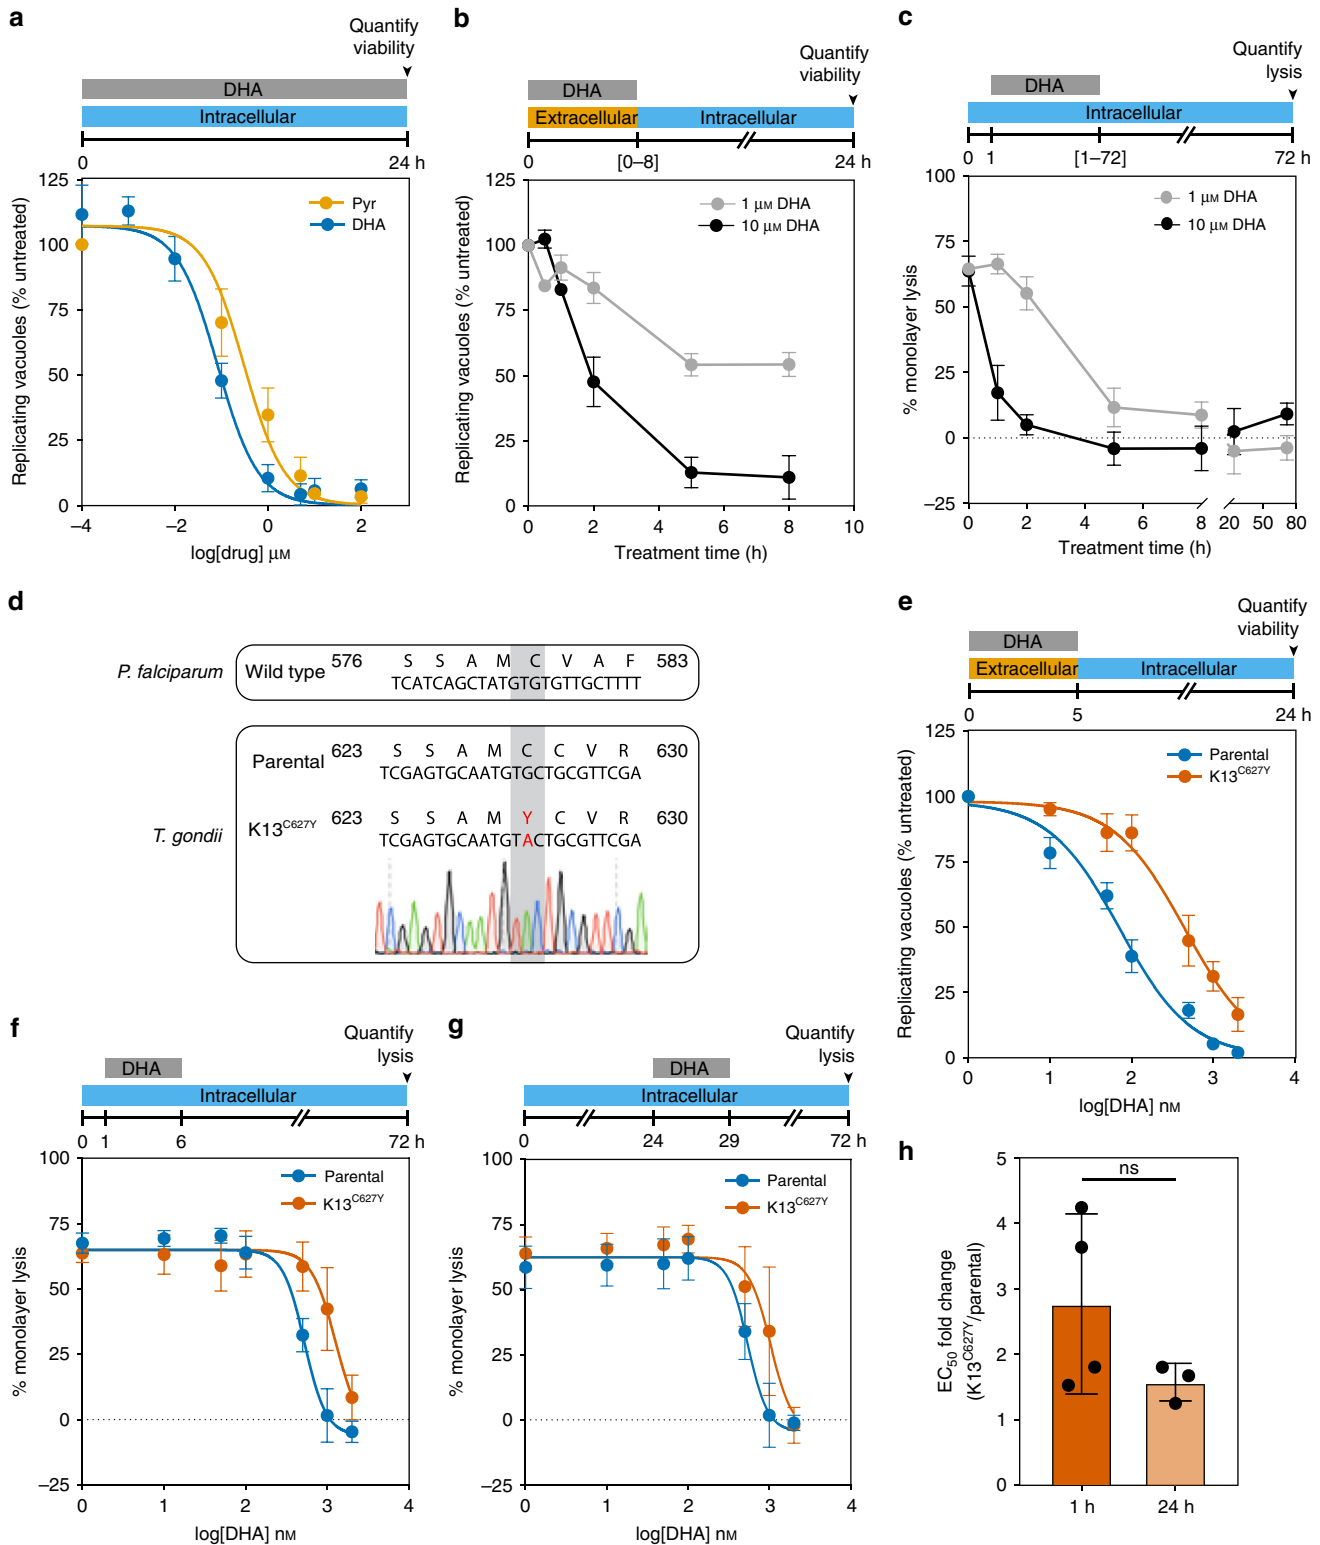 a
Quantify
viability
DHA
Intracellular
0
24 h
125
100
75
50
25
0
Replicating vacuoles (% untreated)
Pyr
DHA
–4
–2
0
2
log[drug] μM
b
Quantify
viability
DHA
Extracellular
Intracellular
0
[0–8]
24 h
125
100
75
50
25
0
Replicating vacuoles (% untreated)
1 μM DHA
10 μM DHA
0
2
4
6
8
10
Treatment time (h)
c
Quantify
lysis
DHA
Intracellular
0
1
[1–72]
72 h
100
75
50
25
0
–25
% monolayer lysis
1 μM DHA
10 μM DHA
0
2
4
6
8
20
50
80
Treatment time (h)
d
P. falciparum
Wild type
576 S S A M C V A F 583
TCATCAGCTATGTGTGTTGCTTTT
T. gondii
Parental
623 S S A M C C V R 630
TCGAGTGCAATGTGCTGCGTTCGA
K13C627Y
623 S S A M Y C V R 630
TCGAGTGCAATGTACTGCGTTCGA
e
Quantify
viability
DHA
Extracellular
Intracellular
0
5
24 h
125
100
75
50
25
0
Replicating vacuoles (% untreated)
Parental
K13C627Y
0
1
2
3
4
log[DHA] nM
f
Quantify
lysis
DHA
Intracellular
0
1
6
72 h
100
75
50
25
0
–25
% monolayer lysis
Parental
K13C627Y
0
1
2
3
4
log[DHA] nM
g
Quantify
lysis
DHA
Intracellular
0
24
29
72 h
100
75
50
25
0
–25
% monolayer lysis
Parental
K13C627Y
0
1
2
3
4
log[DHA] nM
h
5
4
3
2
1
0
EC50 fold change
(K13C627Y/parental)
ns
1 h
24 h